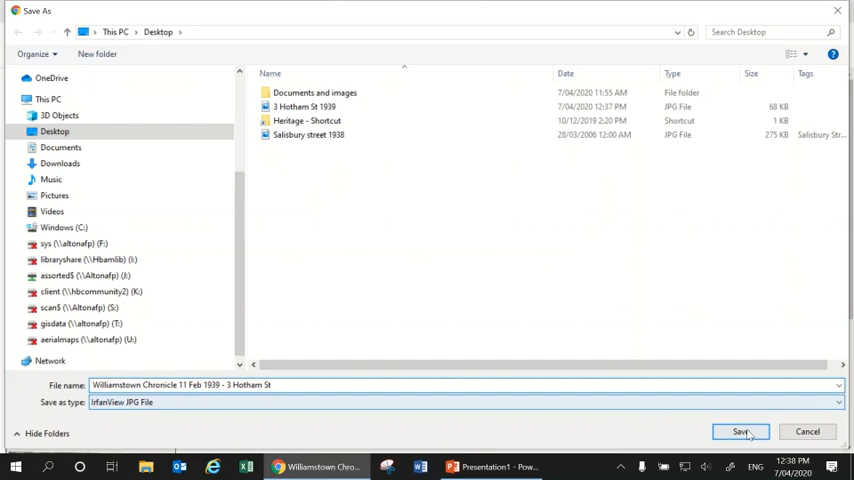 Save As
This PC > Desktop >
Search Desktop
Organize
New folder
Name Date Type Size Tags
OneDrive
This PC
3D Objects
Desktop
Documents
Downloads
Music
Pictures
Videos
Windows (C:)
sys (\\altonafp) (F:)
libraryshare (\\Hbamlib) (I:)
assorted$ (\\Altonafp) (J:)
client (\\hbcommunity2) (K:)
scan$ (\\Altonafp) (S:)
gisdata (\\altonafp) (T:)
aerialmaps (\\altonafp) (U:)
Network
Documents and images 7/04/2020 11:55 AM File folder
3 Hotham St 1939 7/04/2020 12:37 PM JPG File 68 KB
Heritage - Shortcut 10/12/2019 2:20 PM Shortcut 1 KB
Salisbury street 1938 28/03/2006 12:00 AM JPG File 275 KB Salisbury Str...
File name: Williamstown Chronicle 11 Feb 1939 - 3 Hotham St
Save as type: IrfanView JPG File
Hide Folders
Save
Cancel
Williamstown Chro...
Presentation1 - Pow...
ENG
12:38 PM
7/04/2020